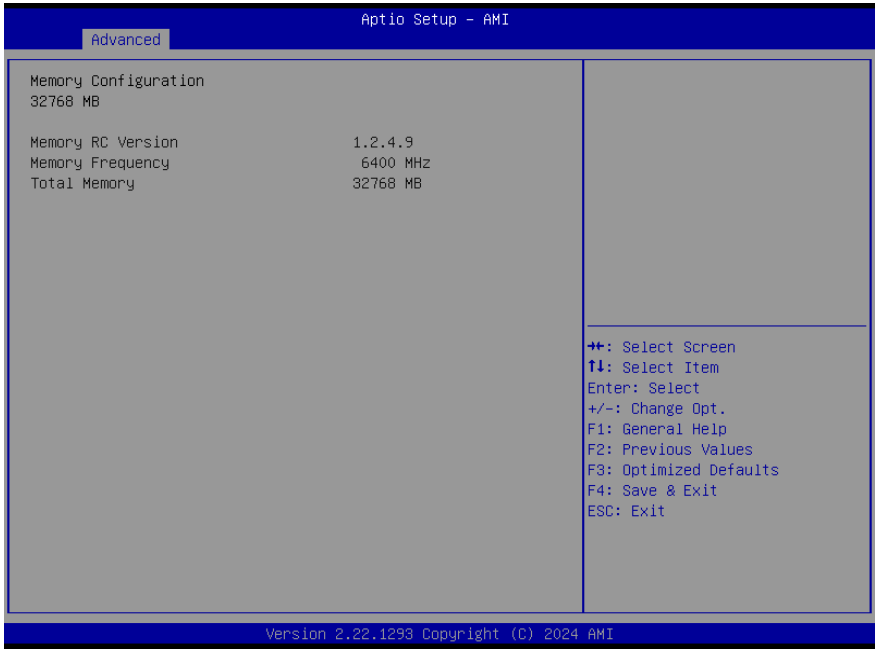 Aptio Setup - AMI
Advanced
Memory Configuration
32768 MB
Memory RC Version 1.2.4.9
Memory Frequency 6400 MHz
Total Memory 32768 MB
→←: Select Screen
↑↓: Select Item
Enter: Select
+/-: Change Opt.
F1: General Help
F2: Previous Values
F3: Optimized Defaults
F4: Save & Exit
ESC: Exit
Version 2.22.1293 Copyright (C) 2024 AMI